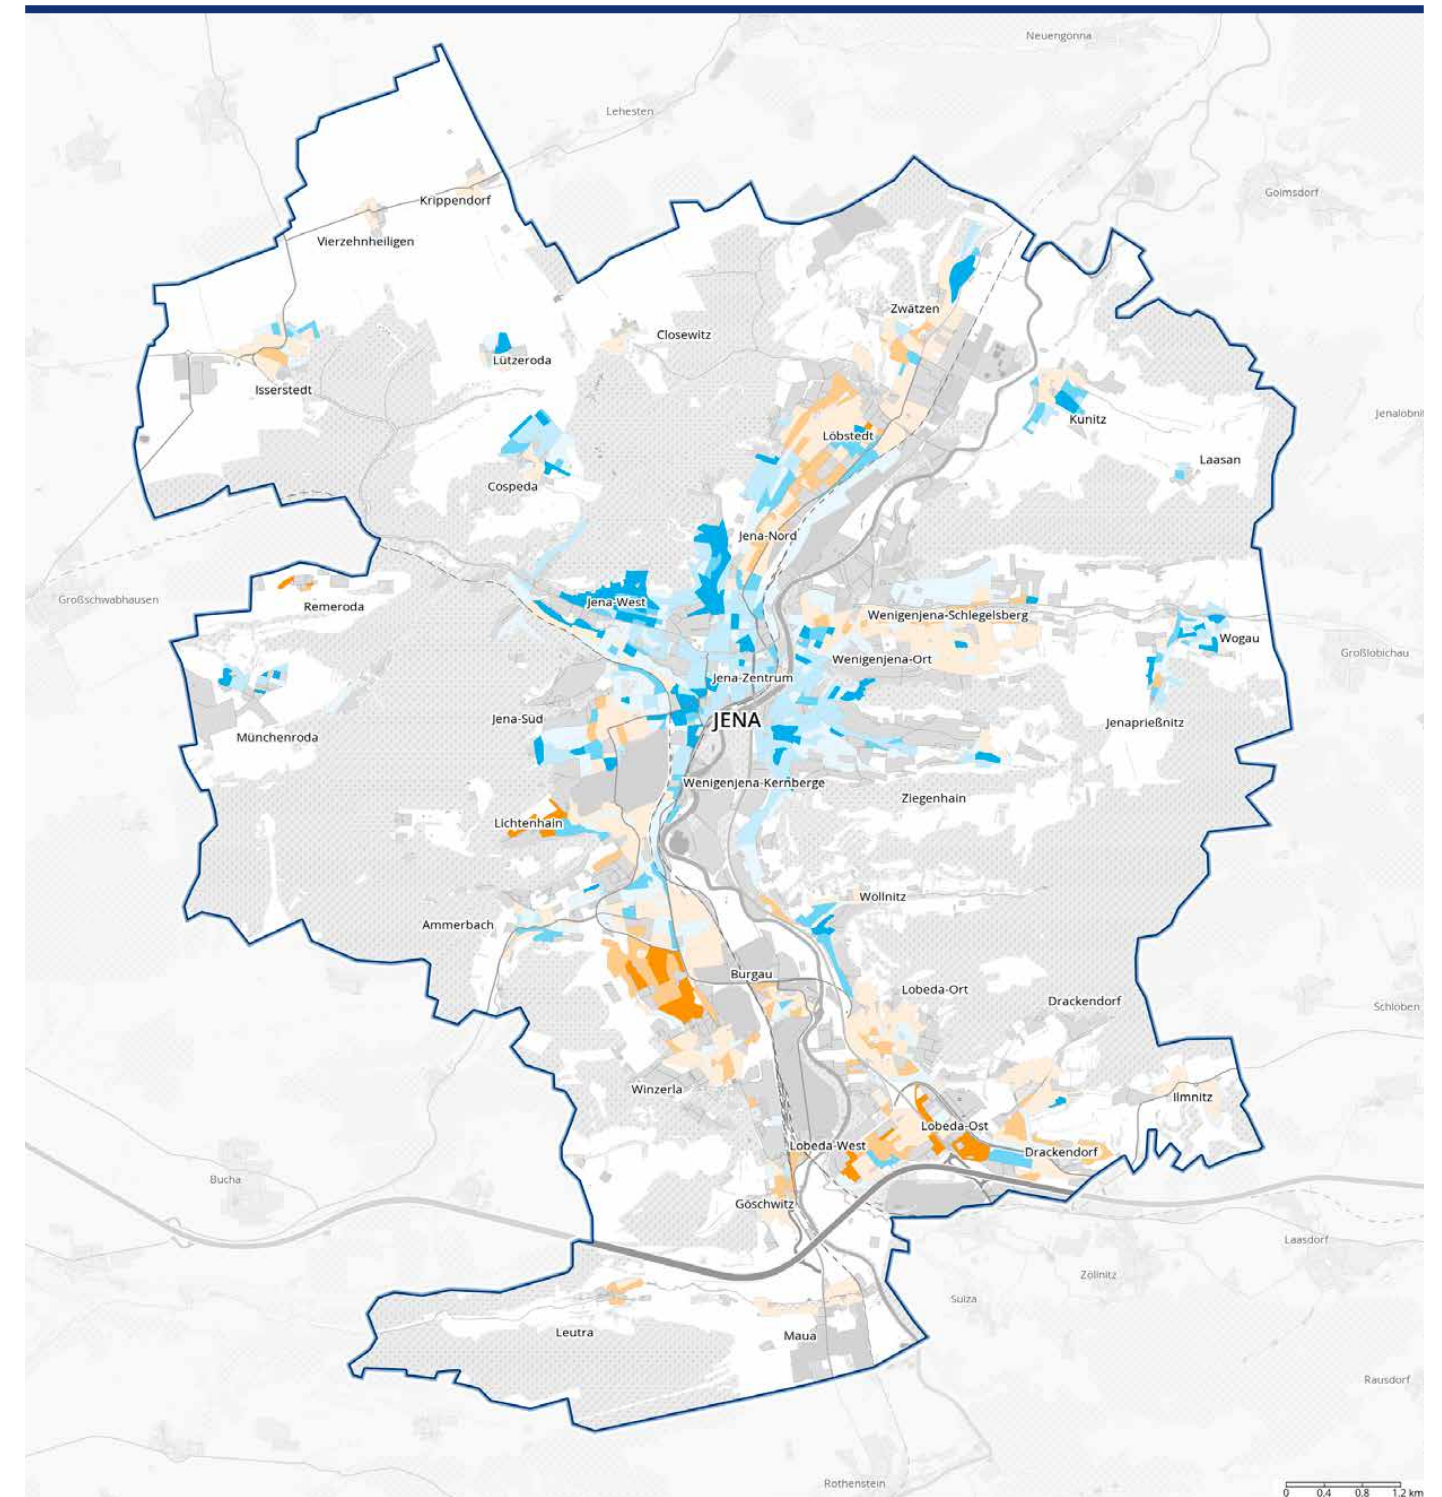 Neuengönna
Lehesten
Golmsdorf
Krippendorf
Vierzehnheiligen
Zwätzen
Closewitz
Lützeroda
Isserstedt
Jenalobni
Kunitz
Löbstedt
Laasan
Cospeda
Jena-Nord
Großschwabhausen
Remeroda
Jena-West
Wenigenjena-Schlegelsberg
Wogau
Großlöbichau
Wenigenjena-Ort
Jena-Zentrum
Jena-Süd
JENA
Jenaprießnitz
Münchenroda
Wenigenjena-Kernberge
Ziegenhain
Lichtenhain
Wöllnitz
Ammerbach
Burgau
Lobeda-Ort
Drackendorf
Schlöben
Winzerla
Ilmnitz
Lobeda-Ost
Lobeda-West
Drackendorf
Bucha
Göschwitz
Laasdorf
Zöllnitz
Sulza
Leutra
Maua
Rausdorf
Rothenstein
0 0.4 0.8 1.2 km